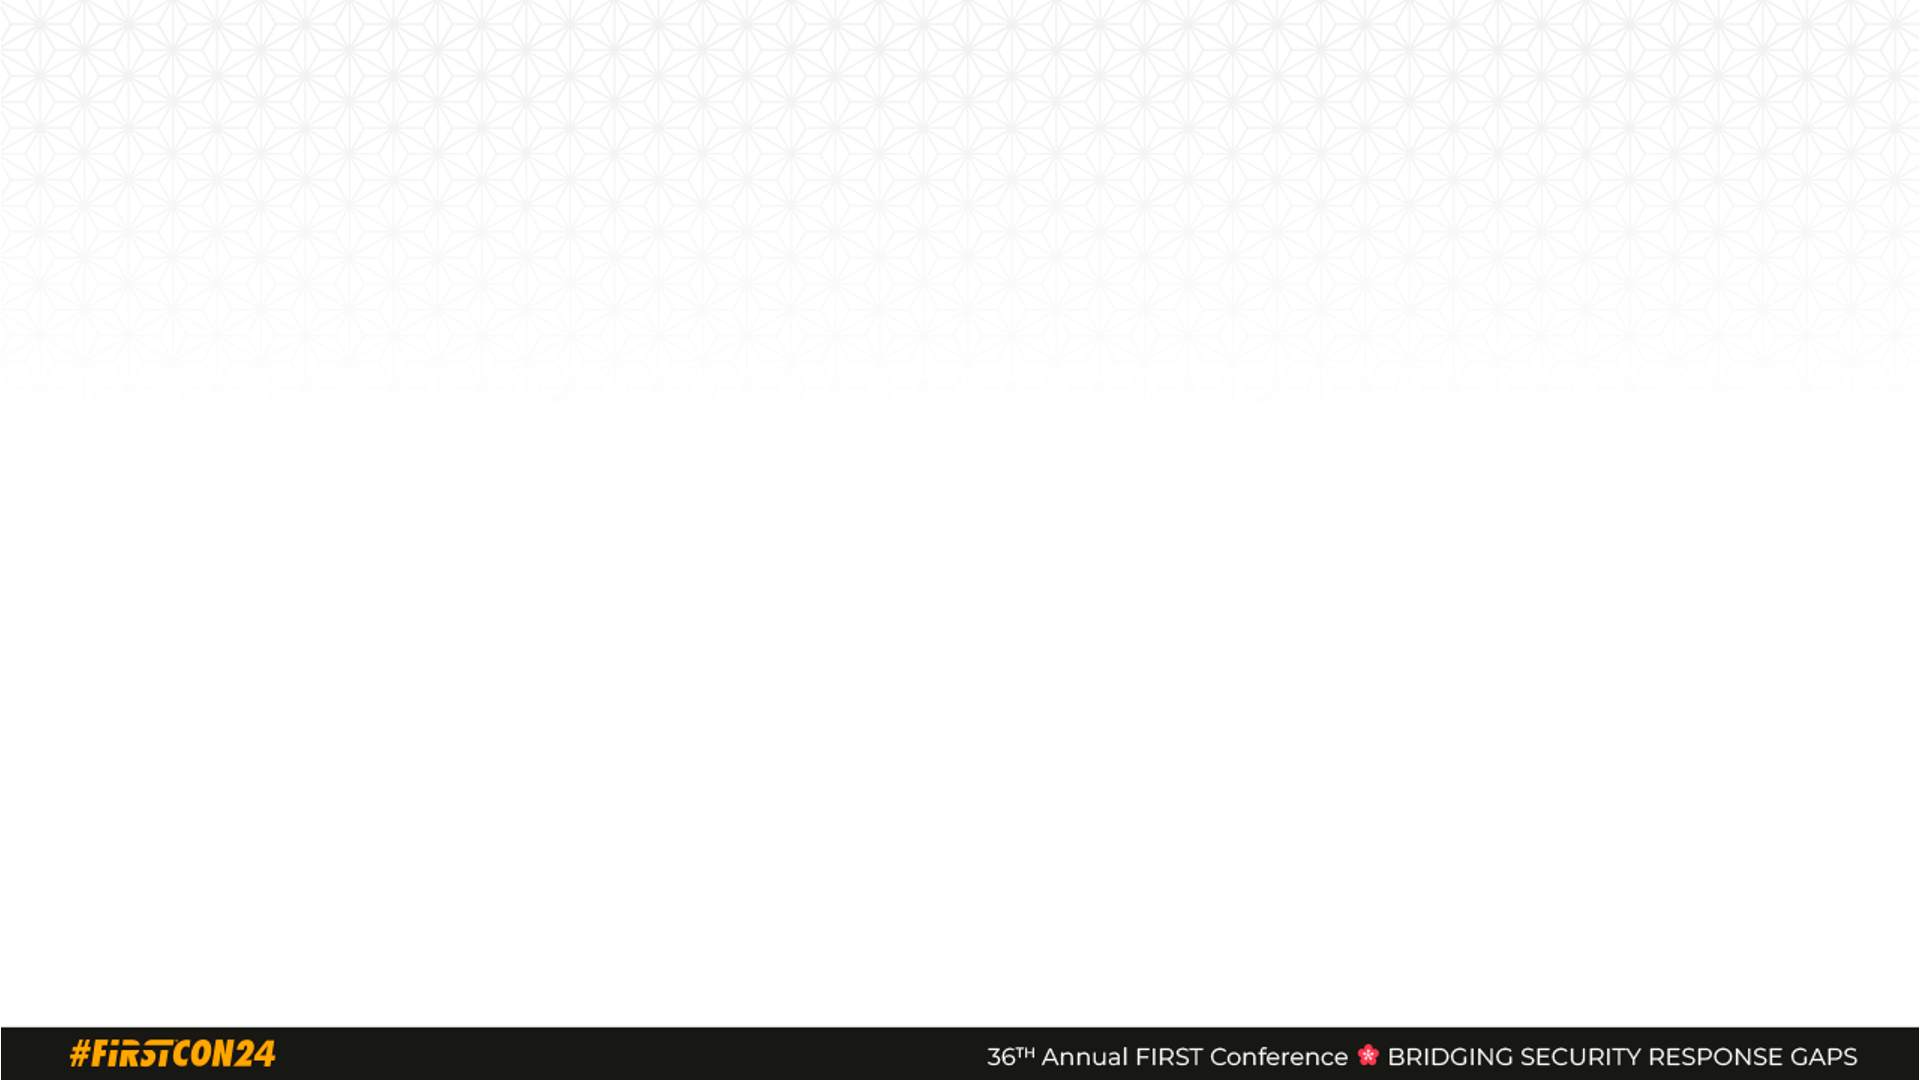 #FiRSTCON24
36TH Annual FIRST Conference BRIDGING SECURITY RESPONSE GAPS